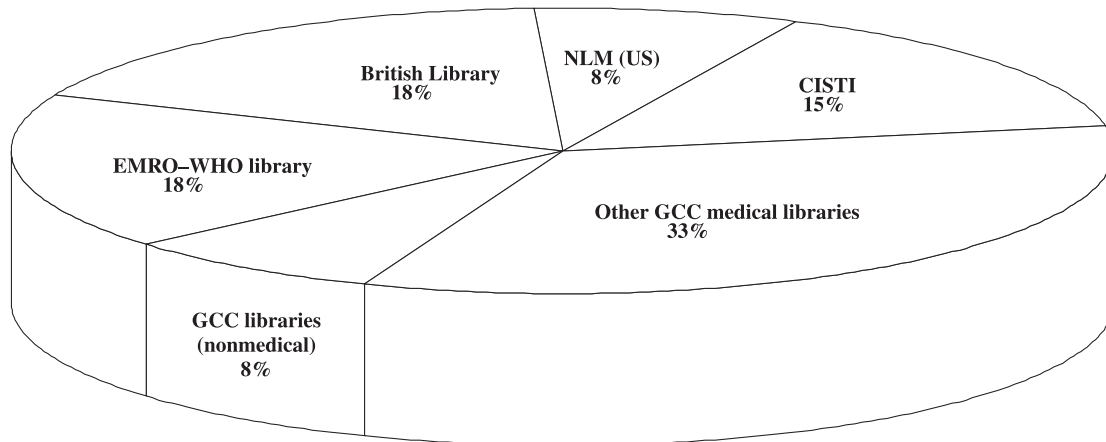 NLM (US)
8%
British Library
18%
CISTI
15%
EMRO–WHO library
18%
Other GCC medical libraries
33%
GCC libraries
(nonmedical)
8%